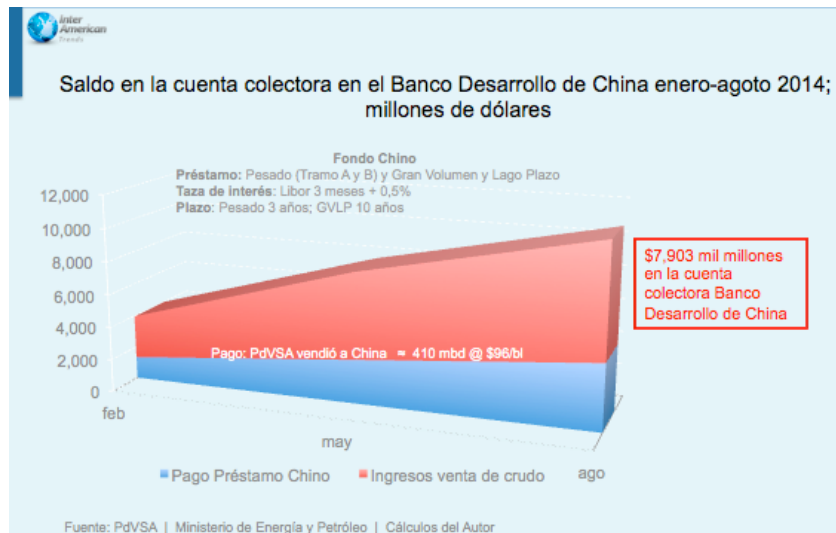 Inter
American
Trends
Saldo en la cuenta colectora en el Banco Desarrollo de China enero-agoto 2014;
millones de dólares
Fondo Chino
Préstamo: Pesado (Tramo A y B) y Gran Volumen y Lago Plazo
Taza de interés: Libor 3 meses + 0,5%
Plazo: Pesado 3 años; GVLP 10 años
12,000
10,000
8,000
6,000
4,000
2,000
0
$7,903 mil millones
en la cuenta
colectora Banco
Desarrollo de China
Pago: PdVSA vendió a China ≈ 410 mbd @ $96/bl
feb
may
ago
Pago Préstamo Chino
Ingresos venta de crudo
Fuente: PdVSA | Ministerio de Energía y Petróleo | Cálculos del Autor